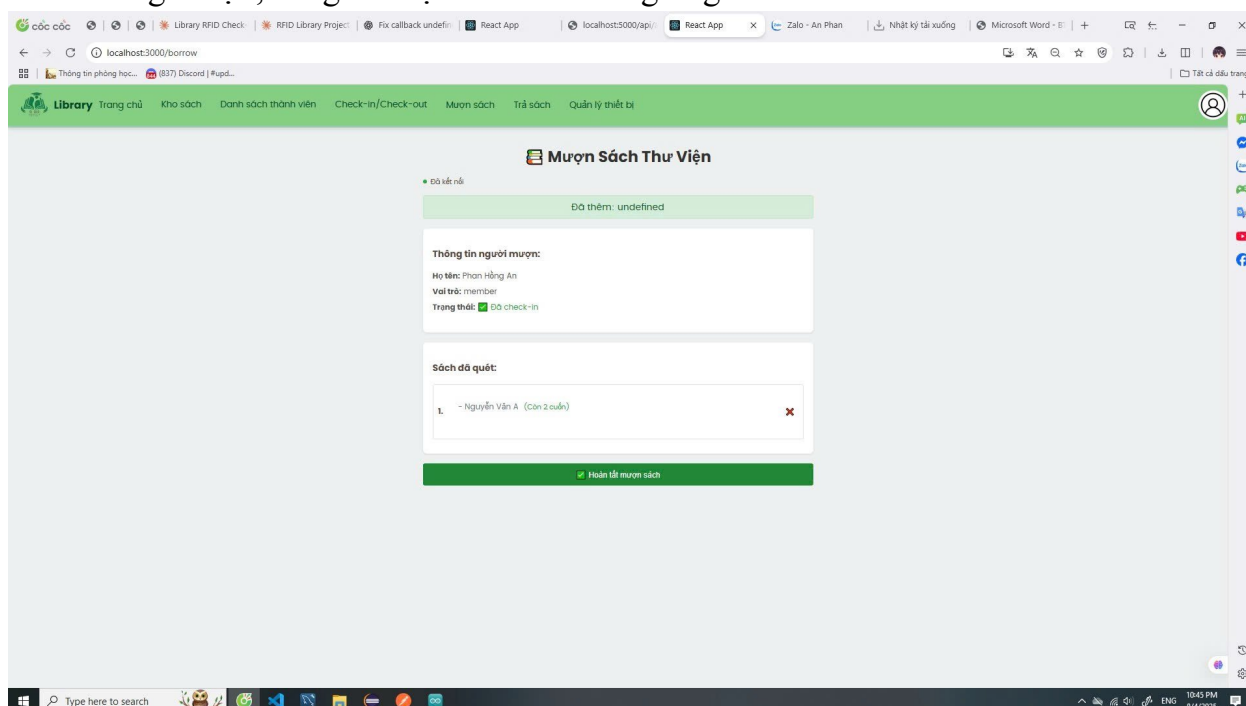 cốc cốc
Library RFID Check-
RFID Library Project
Fix callback undefin
React App
localhost:5000/api/
React App
Zalo - An Phan
Nhật ký tải xuống
Microsoft Word - B
localhost:3000/borrow
Thông tin phòng học...
(837) Discord | #upd...
Tất cả dấu trang
Library
Trang chủ
Kho sách
Danh sách thành viên
Check-in/Check-out
Mượn sách
Trả sách
Quản lý thiết bị
Mượn Sách Thư Viện
Đã kết nối
Đã thêm: undefined
Thông tin người mượn:
Họ tên: Phan Hồng An
Vai trò: member
Trạng thái: ✅ Đã check-in
Sách đã quét:
1. - Nguyễn Văn A (Còn 2 cuốn)
✅ Hoàn tất mượn sách
Type here to search
ENG
10:45 PM